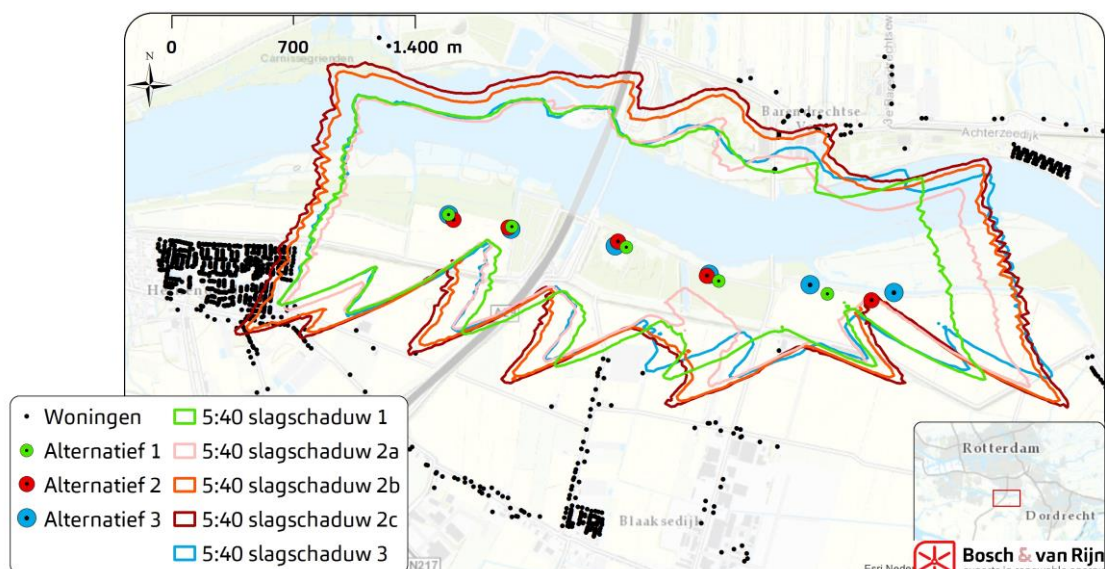 0 700 1.400 m
N
Carnissegrienden
Barendrechtse
Achterzeedijk
Blaaksedijk
N217
Woningen
Alternatief 1
Alternatief 2
Alternatief 3
5:40 slagschaduw 1
5:40 slagschaduw 2a
5:40 slagschaduw 2b
5:40 slagschaduw 2c
5:40 slagschaduw 3
Rotterdam
Dordrecht
Bosch & van Rijn
Esri Neder